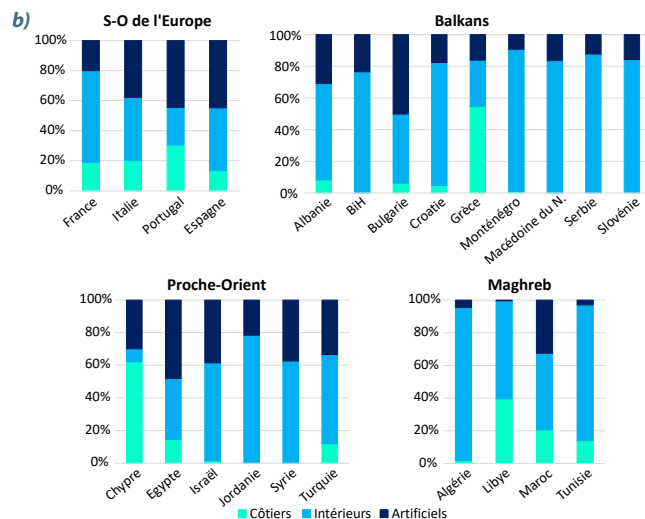 b)
S-O de l'Europe
100%
80%
60%
40%
20%
0%
France
Italie
Portugal
Espagne
Balkans
100%
80%
60%
40%
20%
0%
Albanie
BiH
Bulgarie
Croatie
Grèce
Monténégro
Macédoine du N.
Serbie
Slovénie
Proche-Orient
100%
80%
60%
40%
20%
0%
Chypre
Egypte
Israël
Jordanie
Syrie
Turquie
Maghreb
100%
80%
60%
40%
20%
0%
Algérie
Libye
Maroc
Tunisie
Côtiers Intérieurs Artificiels